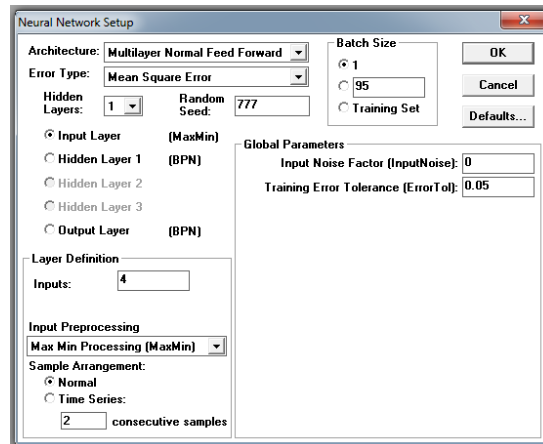 Neural Network Setup
Architecture: Multilayer Normal Feed Forward
Error Type: Mean Square Error
Hidden Layers: 1 Random Seed: 777
Batch Size
1
95
Training Set
OK
Cancel
Defaults...
Input Layer (MaxMin)
Hidden Layer 1 (BPN)
Hidden Layer 2
Hidden Layer 3
Output Layer (BPN)
Global Parameters
Input Noise Factor (InputNoise): 0
Training Error Tolerance (ErrorTol): 0.05
Layer Definition
Inputs: 4
Input Preprocessing
Max Min Processing (MaxMin)
Sample Arrangement:
Normal
Time Series:
2 consecutive samples